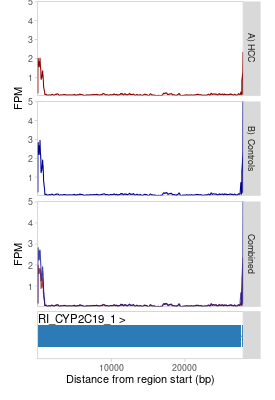 5
4
3
2
1
FPM
A) HCC
5
4
3
2
1
B) Controls
5
4
3
2
1
FPM
Combined
RI_CYP2C19_1 >
10000 20000
Distance from region start (bp)